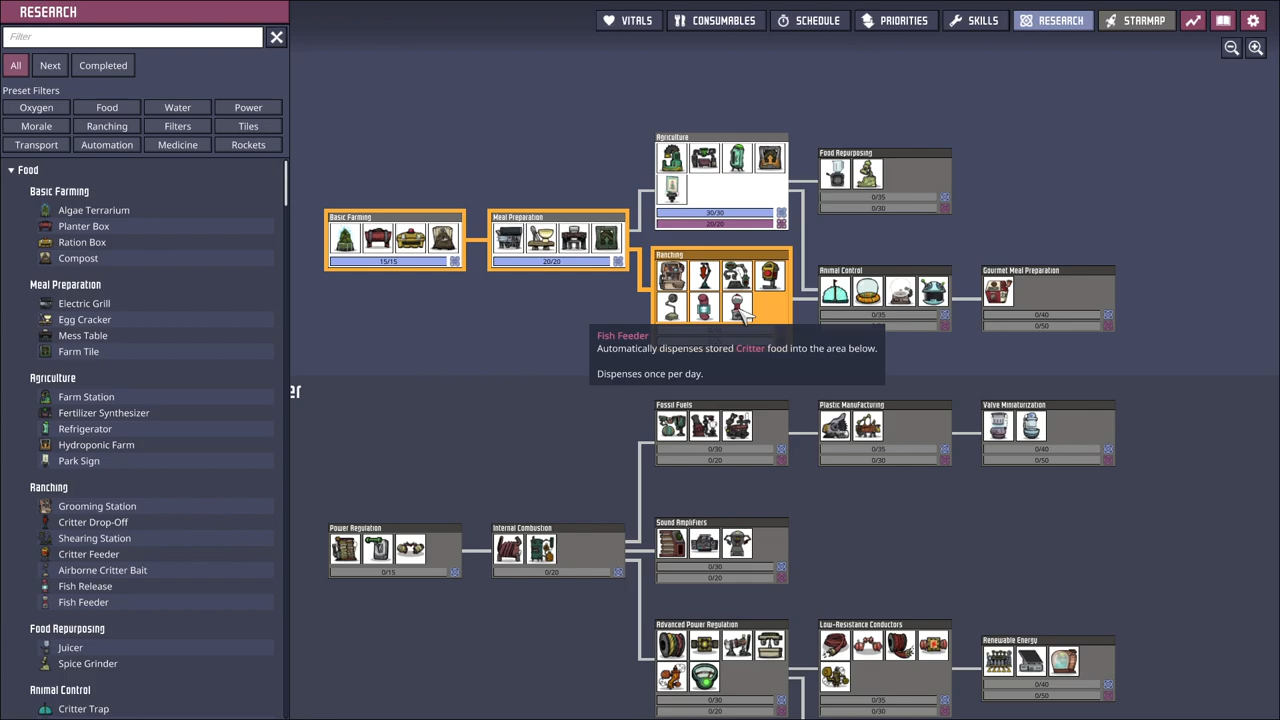 RESEARCH
VITALS
CONSUMABLES
SCHEDULE
PRIORITIES
SKILLS
RESEARCH
STARMAP
Filter
All
Next
Completed
Preset Filters
Oxygen
Food
Water
Power
Morale
Ranching
Filters
Tiles
Transport
Automation
Medicine
Rockets
Food
Basic Farming
Algae Terrarium
Planter Box
Ration Box
Compost
Meal Preparation
Electric Grill
Egg Cracker
Mess Table
Farm Tile
Agriculture
Farm Station
Fertilizer Synthesizer
Refrigerator
Hydroponic Farm
Park Sign
Ranching
Grooming Station
Critter Drop-Off
Shearing Station
Critter Feeder
Airborne Critter Bait
Fish Release
Fish Feeder
Food Repurposing
Juicer
Spice Grinder
Animal Control
Critter Trap
Basic Farming
15/15
Meal Preparation
20/20
Agriculture
30/30
20/20
Food Repurposing
0/35
0/30
Ranching
Animal Control
0/35
0/30
Gourmet Meal Preparation
0/40
0/50
Fish Feeder
Automatically dispenses stored Critter food into the area below.
Dispenses once per day.
er
Fossil Fuels
0/30
0/20
Plastic Manufacturing
0/35
0/30
Valve Miniaturization
0/40
0/50
Power Regulation
0/15
Internal Combustion
0/20
Sound Amplifiers
0/30
0/20
Advanced Power Regulation
0/30
0/20
Low-Resistance Conductors
0/35
0/30
Renewable Energy
0/40
0/50